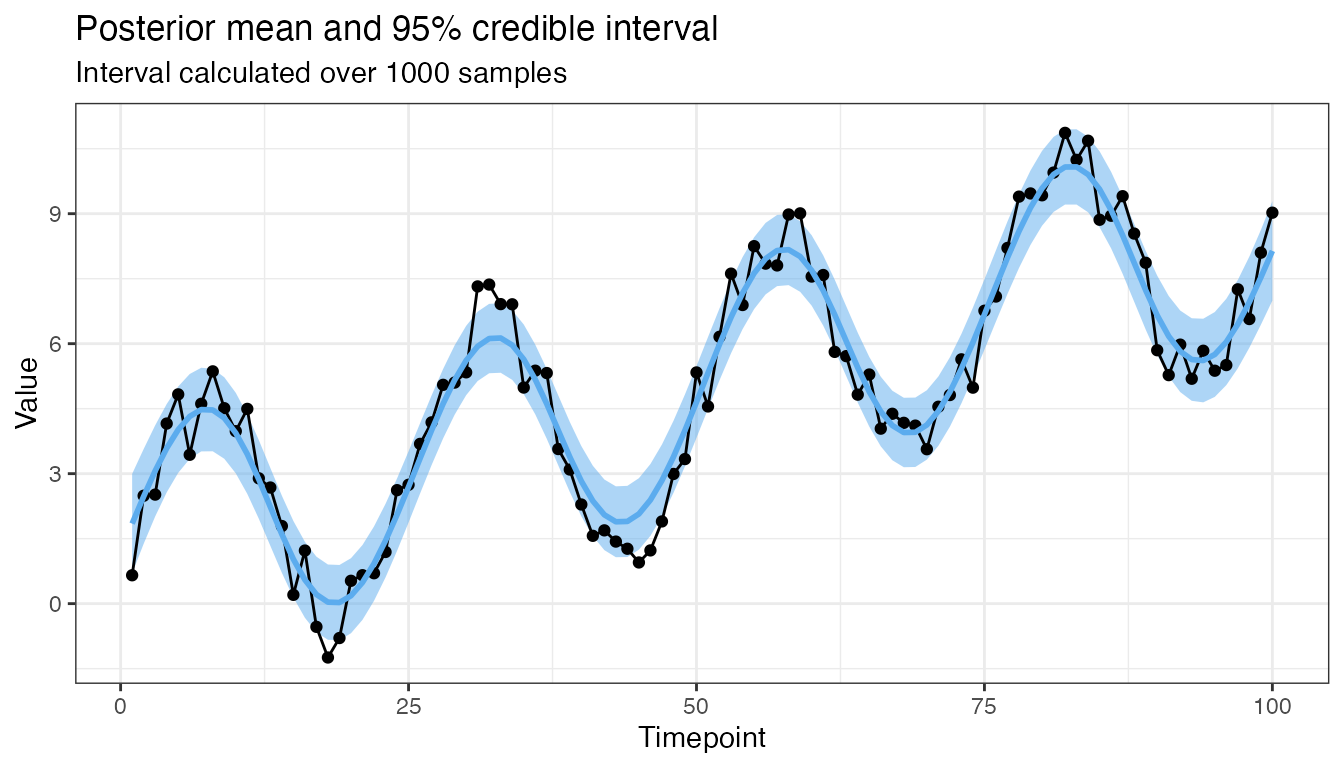 Posterior mean and 95% credible interval
Interval calculated over 1000 samples
Value
9
6
3
0
0 25 50 75 100
Timepoint